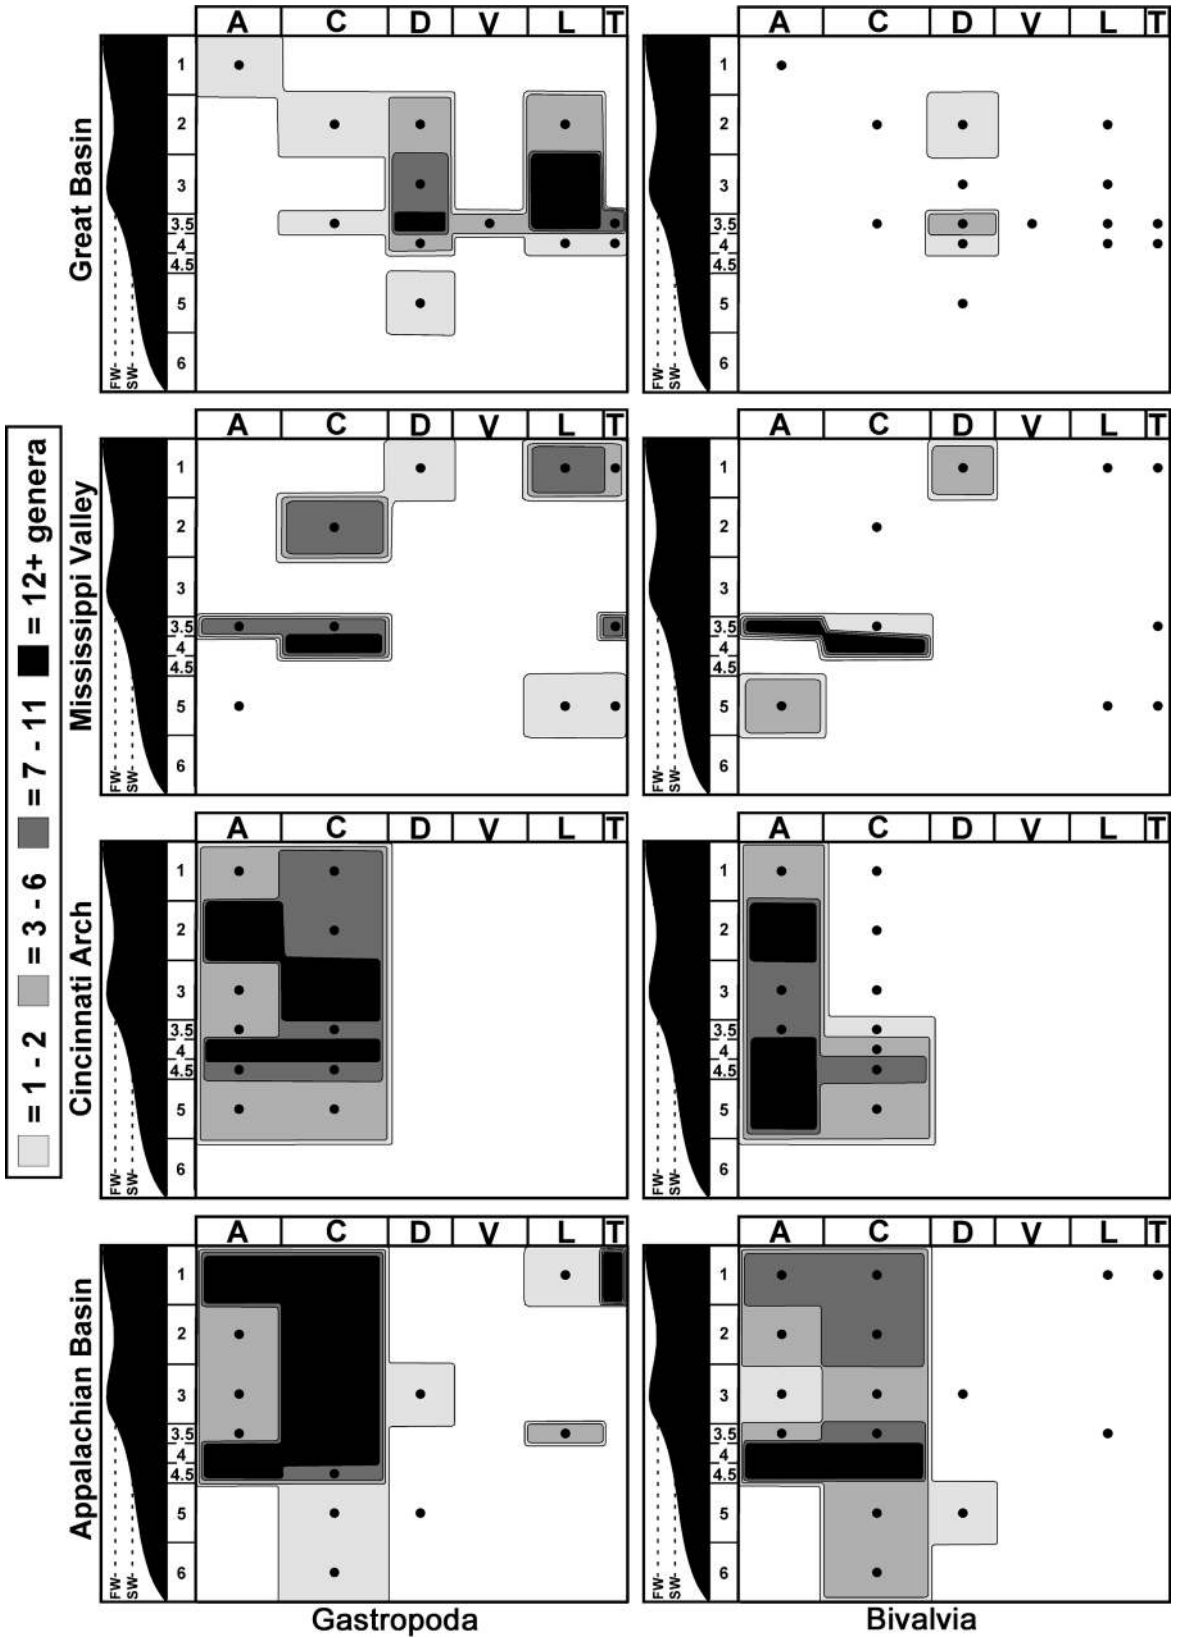 = 1 - 2 = 3 - 6 = 7 - 11 = 12+ genera
Great Basin
A C D V L T
1
2
3
3.5
4
4.5
5
6
FW-
SW-
A C D V L T
1
2
3
3.5
4
4.5
5
6
FW-
SW-
Mississippi Valley
A C D V L T
1
2
3
3.5
4
4.5
5
6
FW-
SW-
A C D V L T
1
2
3
3.5
4
4.5
5
6
FW-
SW-
Cincinnati Arch
A C D V L T
1
2
3
3.5
4
4.5
5
6
FW-
SW-
A C D V L T
1
2
3
3.5
4
4.5
5
6
FW-
SW-
Appalachian Basin
A C D V L T
1
2
3
3.5
4
4.5
5
6
FW-
SW-
A C D V L T
1
2
3
3.5
4
4.5
5
6
FW-
SW-
Gastropoda
Bivalvia